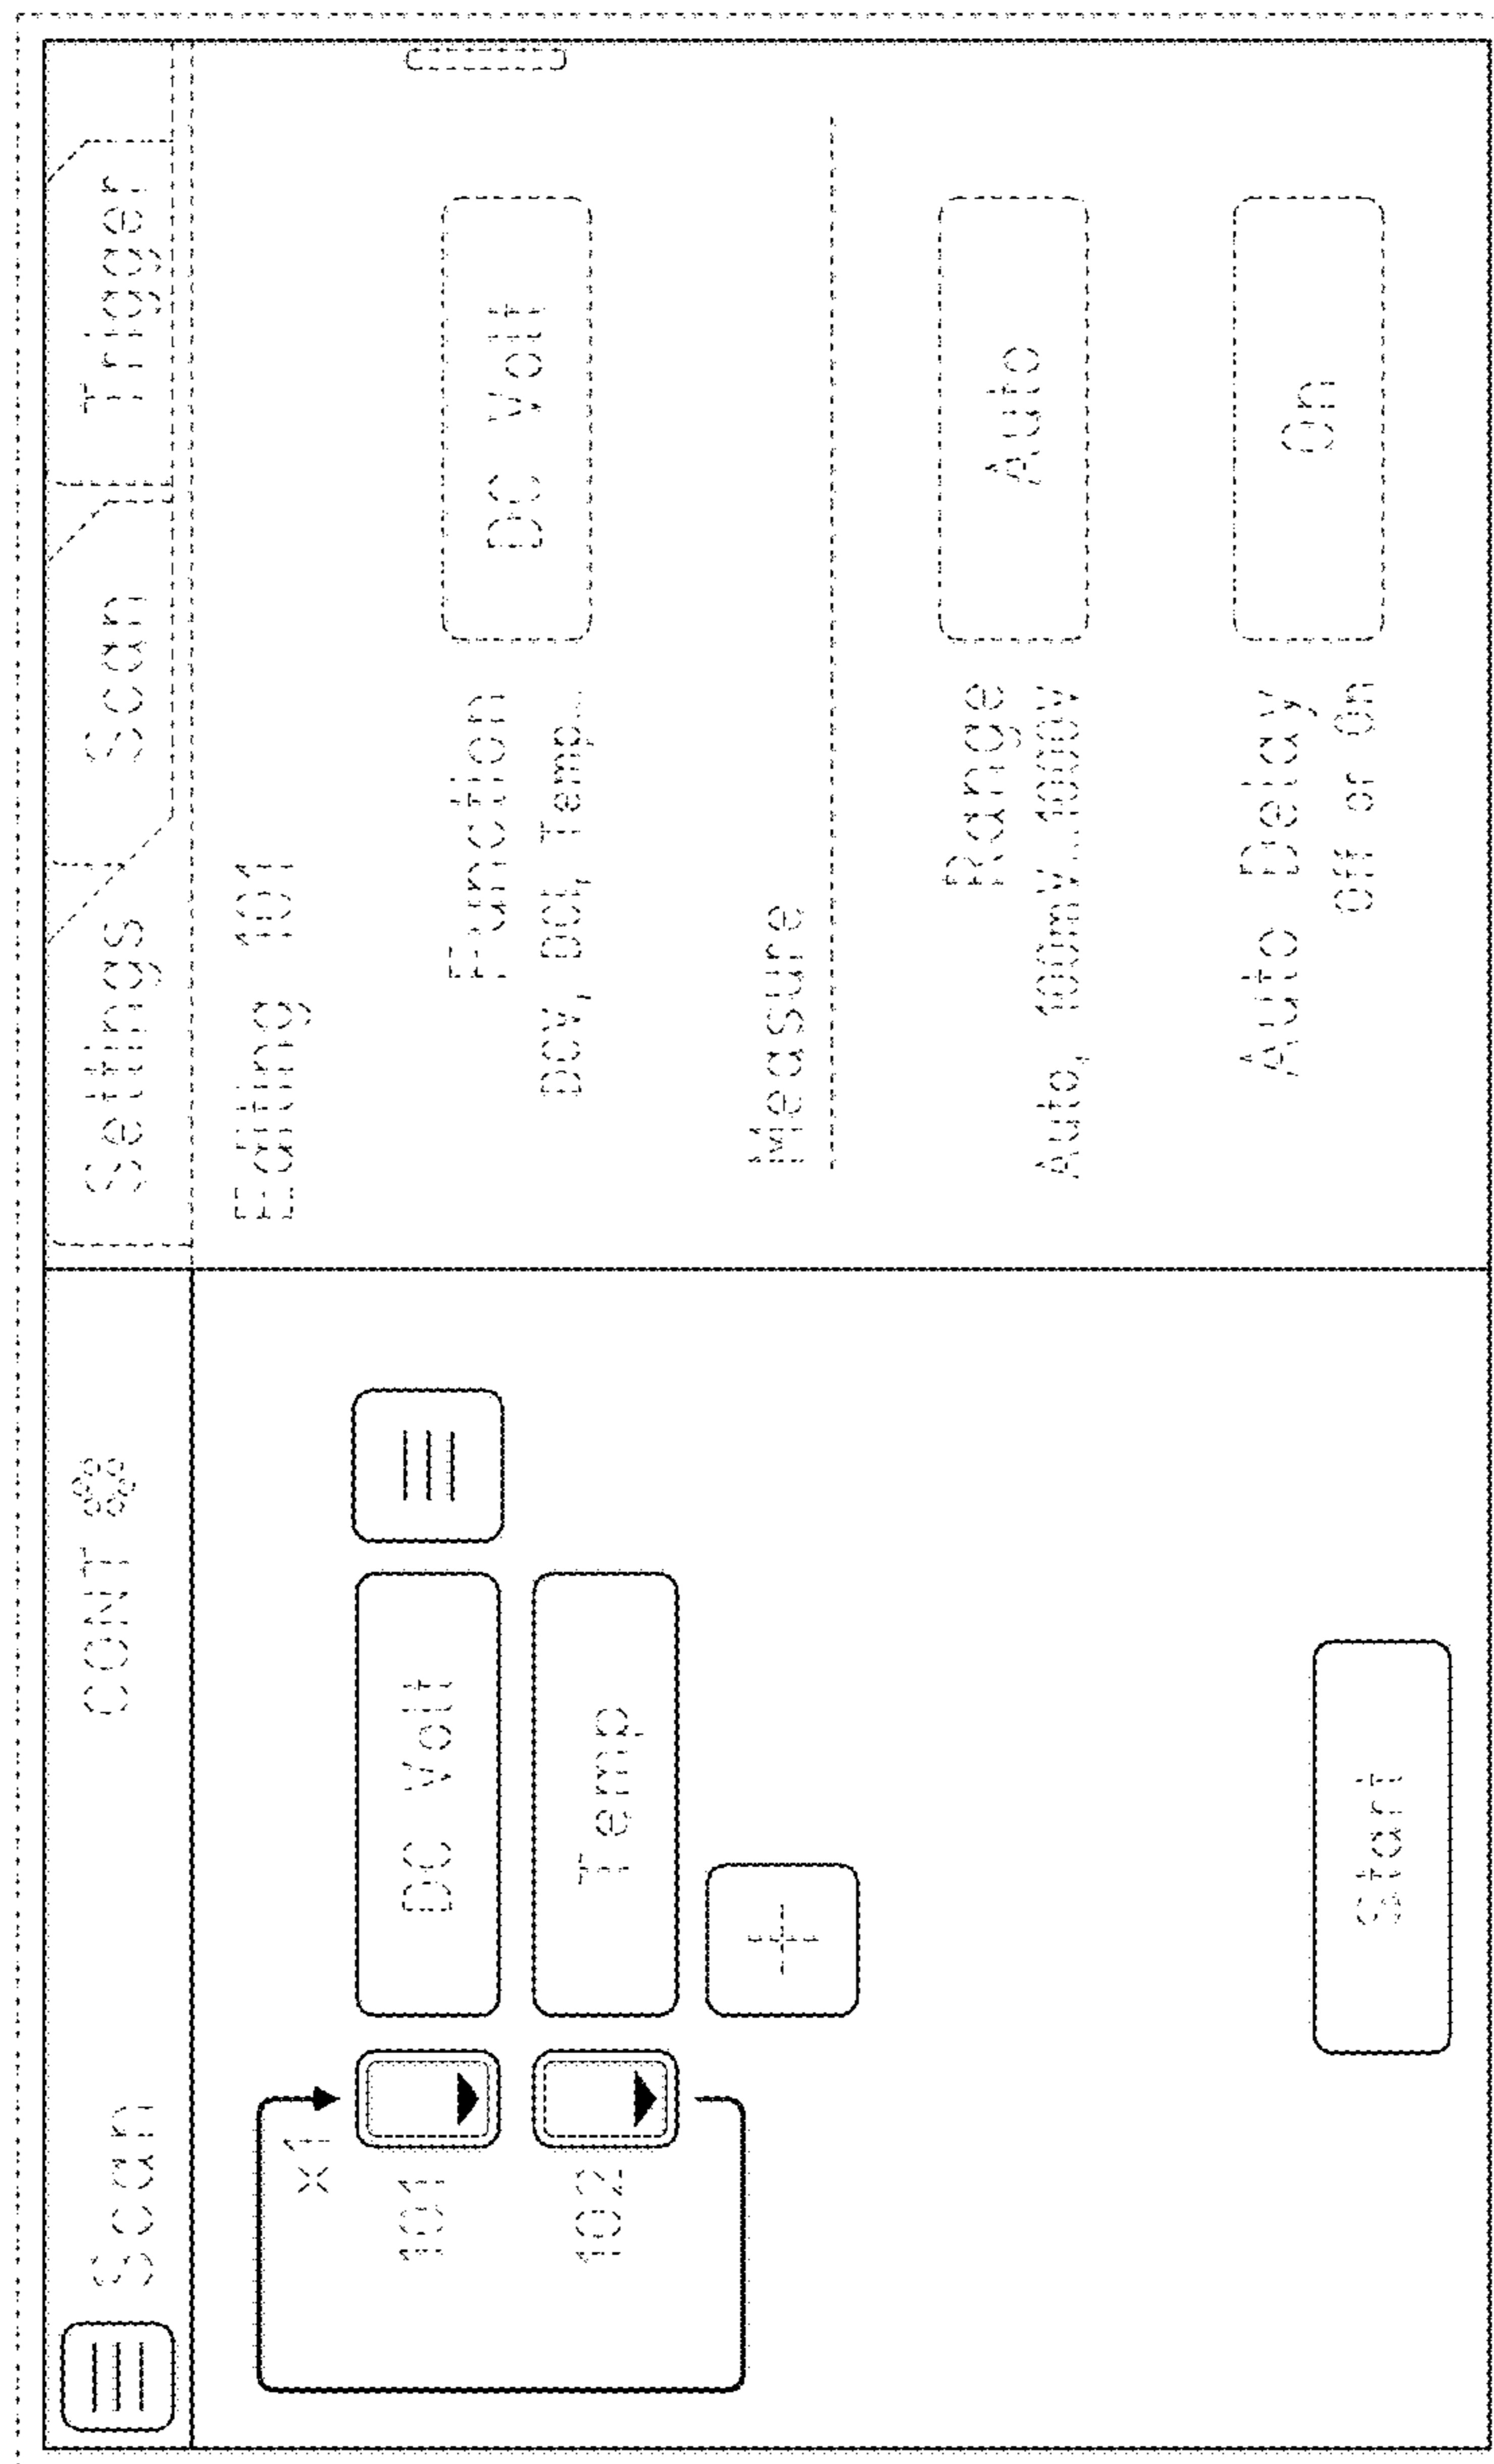 Scan CONT
x1
101 DC Volt
102 Temp
+
Start
Settings Scan Trigger
Editing 101
Function DC Volt
DCV, DCI, Temp...
Measure
Range Auto
Auto, 100mV...1000V
Auto Delay On
Off or On